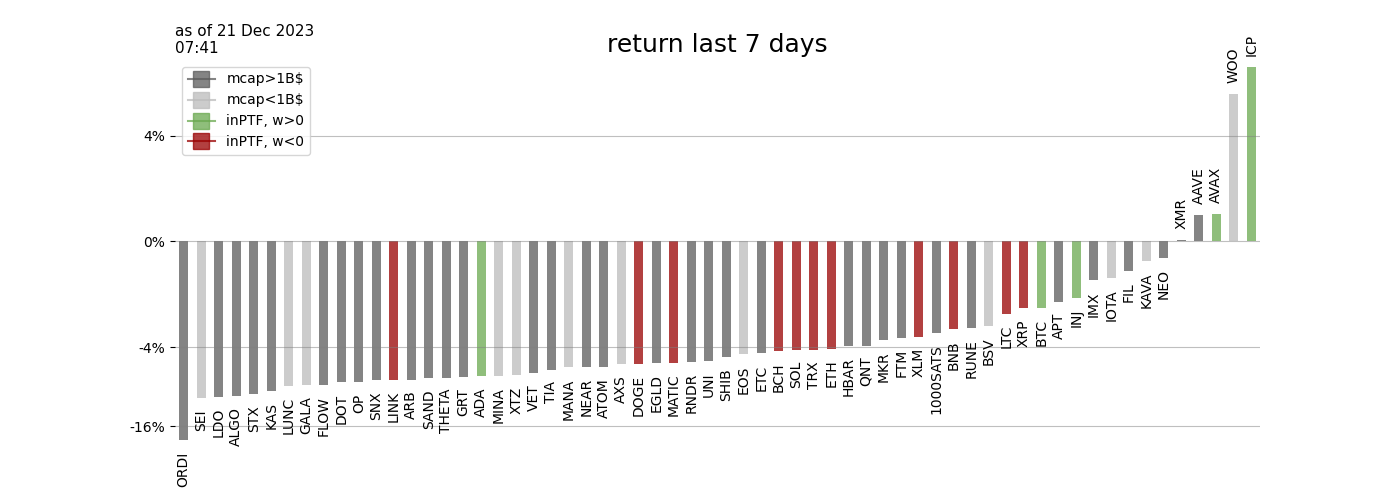 as of 21 Dec 2023
07:41
return last 7 days
mcap>1B$
mcap<1B$
inPTF, w>0
inPTF, w<0
4%
0%
-4%
-16%
ORDI
SEI
LDO
ALGO
STX
KAS
LUNC
GALA
FLOW
DOT
OP
SNX
LINK
ARB
SAND
THETA
GRT
ADA
MINA
XTZ
VET
TIA
MANA
NEAR
ATOM
AXS
DOGE
EGLD
MATIC
RNDR
UNI
SHIB
EOS
ETC
BCH
SOL
TRX
ETH
HBAR
QNT
MKR
FTM
XLM
1000SATS
BNB
RUNE
BSV
LTC
XRP
BTC
APT
INJ
IMX
IOTA
FIL
KAVA
NEO
XMR
AAVE
AVAX
WOO
ICP